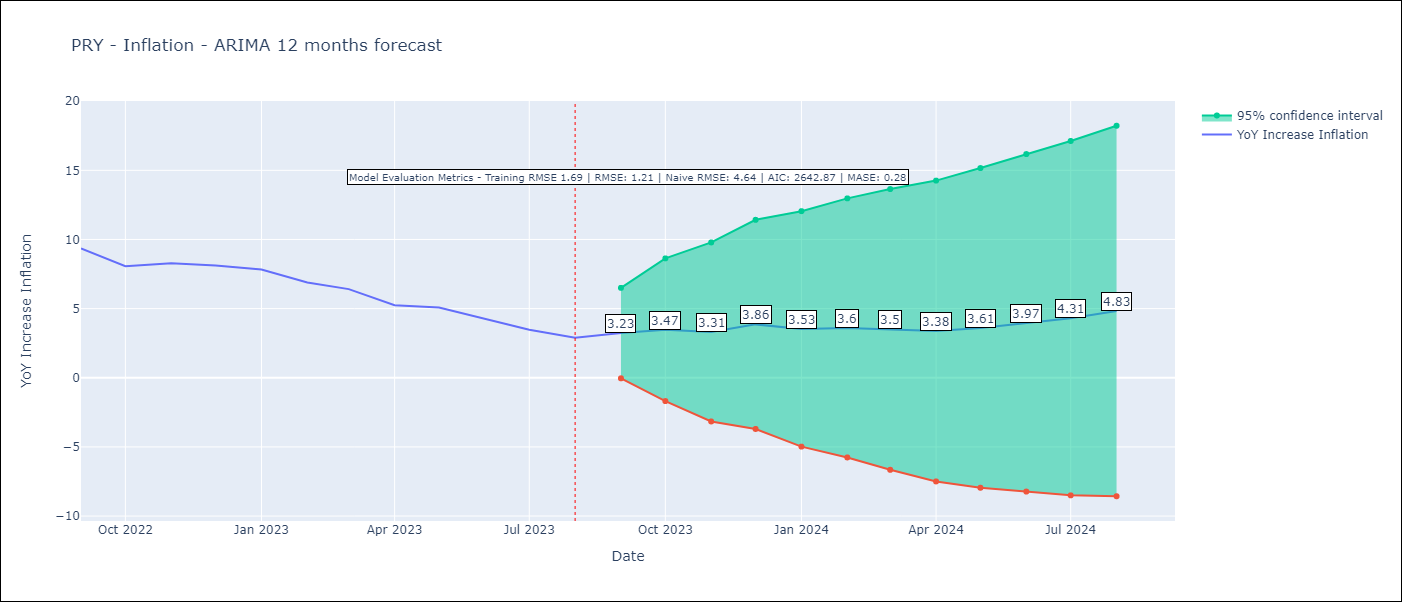 PRY - Inflation - ARIMA 12 months forecast
95% confidence interval
YoY Increase Inflation
Model Evaluation Metrics - Training RMSE 1.69 | RMSE: 1.21 | Naive RMSE: 4.64 | AIC: 2642.87 | MASE: 0.28
YoY Increase Inflation
20
15
10
5
0
−5
−10
3.23
3.47
3.31
3.86
3.53
3.6
3.5
3.38
3.61
3.97
4.31
4.83
Oct 2022
Jan 2023
Apr 2023
Jul 2023
Oct 2023
Jan 2024
Apr 2024
Jul 2024
Date